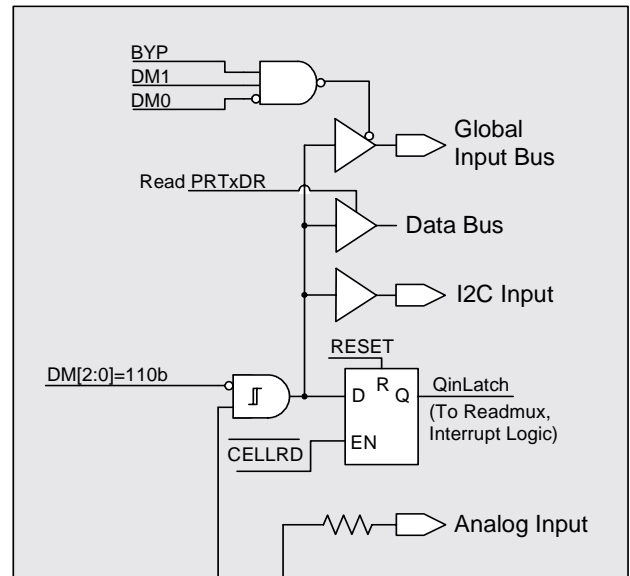 BYP
DM1
DM0
Global
Input Bus
Read PRTxDR
Data Bus
I2C Input
RESET
DM[2:0]=110b
D
R
Q
QinLatch
(To Readmux,
Interrupt Logic)
EN
CELLRD
Analog Input